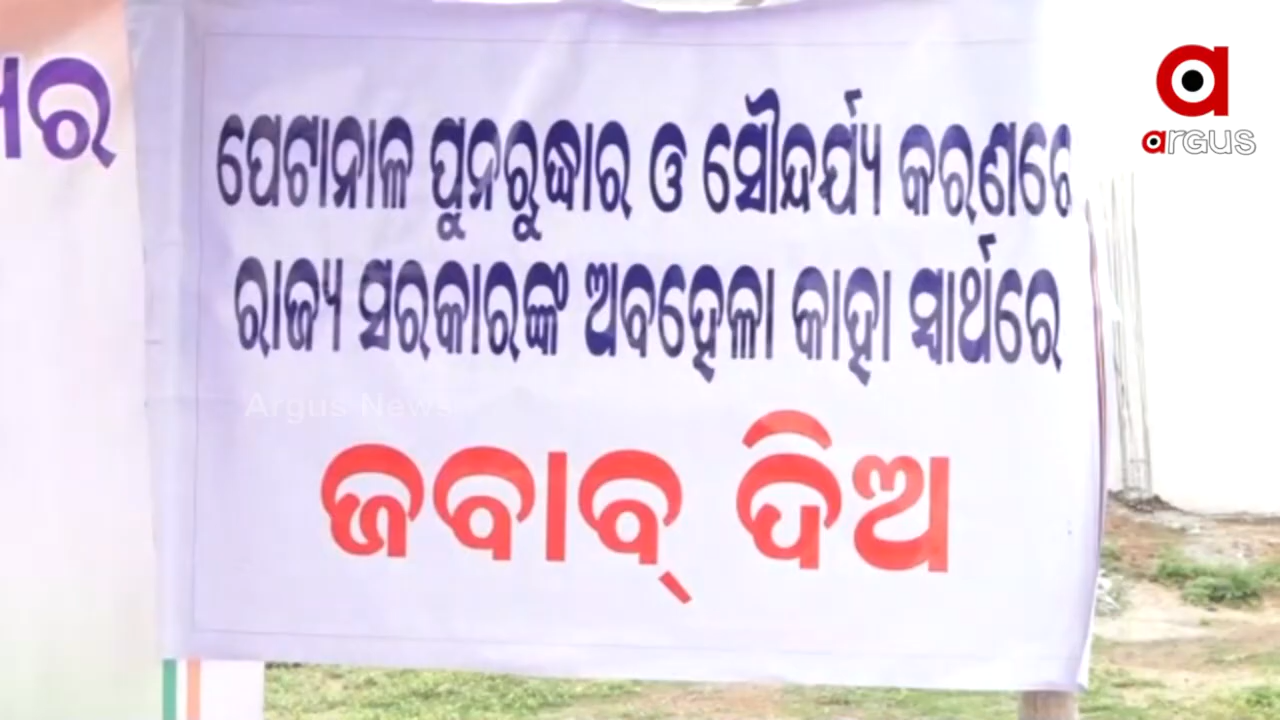 ପେଟାନାଳ ପୁନରୁଦ୍ଧାର ଓ ସୌନ୍ଦର୍ଯ୍ୟ କରଣରେ
ରାଜ୍ୟ ସରକାରଙ୍କ ଅବହେଳା କାହା ସ୍ୱାର୍ଥରେ
Argus News
ଜବାବ୍ ଦିଅ
argus